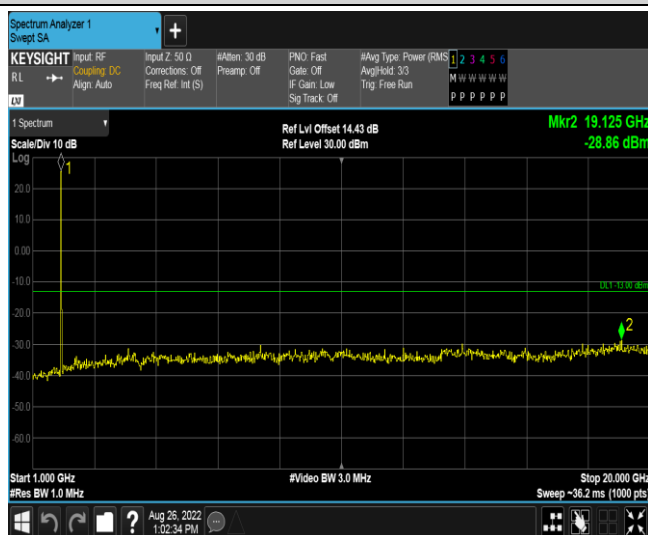 Spectrum Analyzer 1
Swept SA
KEYSIGHT
RL
Input: RF
Coupling: DC
Align: Auto
Input Z: 50 Ω
Corrections: Off
Freq Ref: Int (S)
#Atten: 30 dB
Preamp: Off
PNO: Fast
Gate: Off
IF Gain: Low
Sig Track: Off
#Avg Type: Power (RMS
Avg|Hold: 3/3
Trig: Free Run
1 2 3 4 5 6
M W W W W W
P P P P P P
LXI
1 Spectrum
Scale/Div 10 dB
Ref Lvl Offset 14.43 dB
Ref Level 30.00 dBm
Mkr2 19.125 GHz
-28.86 dBm
Log
1
20.0
10.0
0.00
-10.0
DL1 -13.00 dBm
-20.0
2
-30.0
-40.0
-50.0
-60.0
Start 1.000 GHz
#Res BW 1.0 MHz
#Video BW 3.0 MHz
Stop 20.000 GHz
Sweep ~36.2 ms (1000 pts)
?
Aug 26, 2022
1:02:34 PM